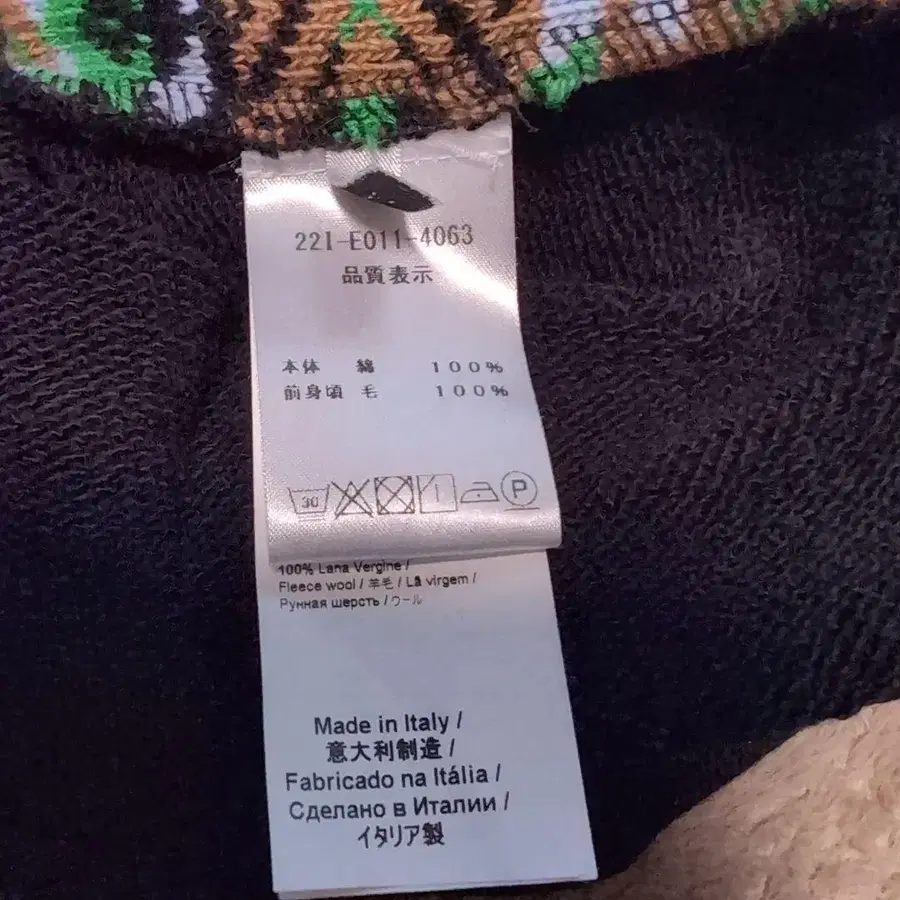 22I-E011-4063
品質表示
本体 綿 100%
前身頃 毛 100%
30 P
100% Lana Vergine /
Fleece wool / 羊毛 / Lã virgem /
Рунная шерсть / ウール
Made in Italy /
意大利制造 /
Fabricado na Itália /
Сделано в Италии /
イタリア製